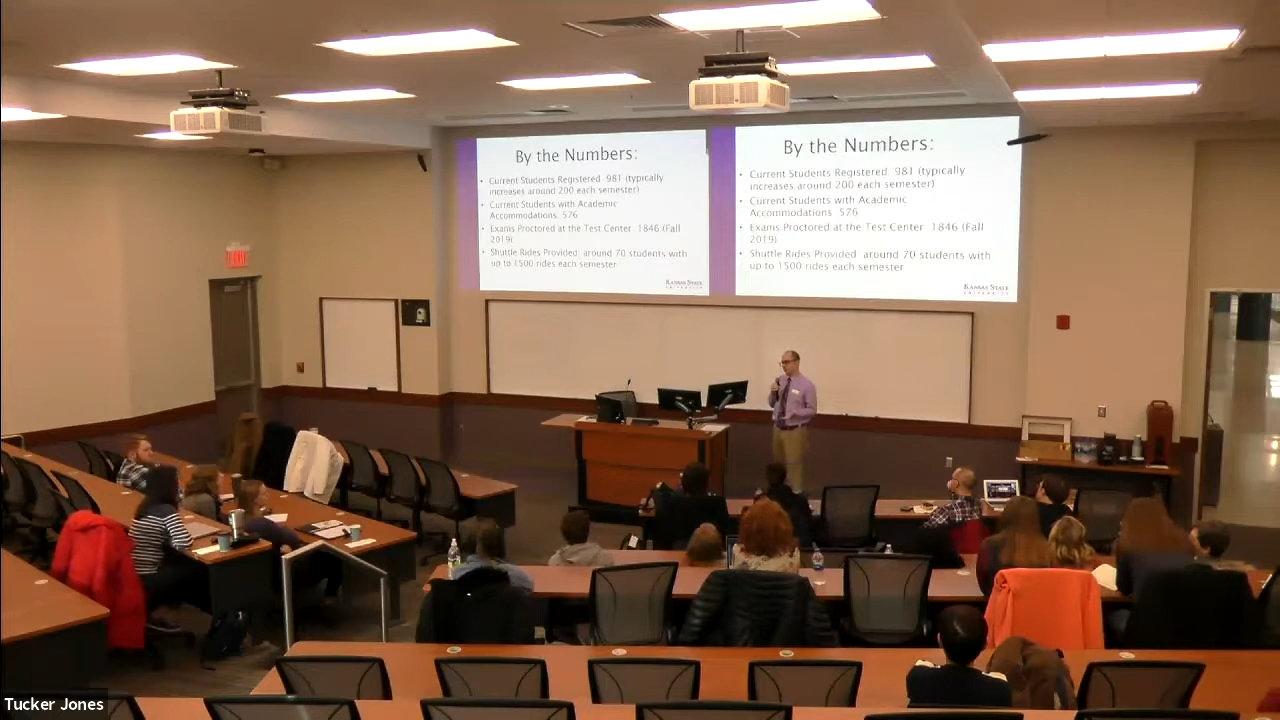 By the Numbers:
• Current Students Registered: 981 (typically
increases around 200 each semester)
• Current Students with Academic
Accommodations: 576
• Exams Proctored at the Test Center: 1846 (Fall
2019)
• Shuttle Rides Provided: around 70 students with
up to 1500 rides each semester
KANSAS STATE
UNIVERSITY
By the Numbers:
• Current Students Registered: 981 (typically
increases around 200 each semester)
• Current Students with Academic
Accommodations: 576
• Exams Proctored at the Test Center: 1846 (Fall
2019)
• Shuttle Rides Provided: around 70 students with
up to 1500 rides each semester
KANSAS STATE
UNIVERSITY
Tucker Jones